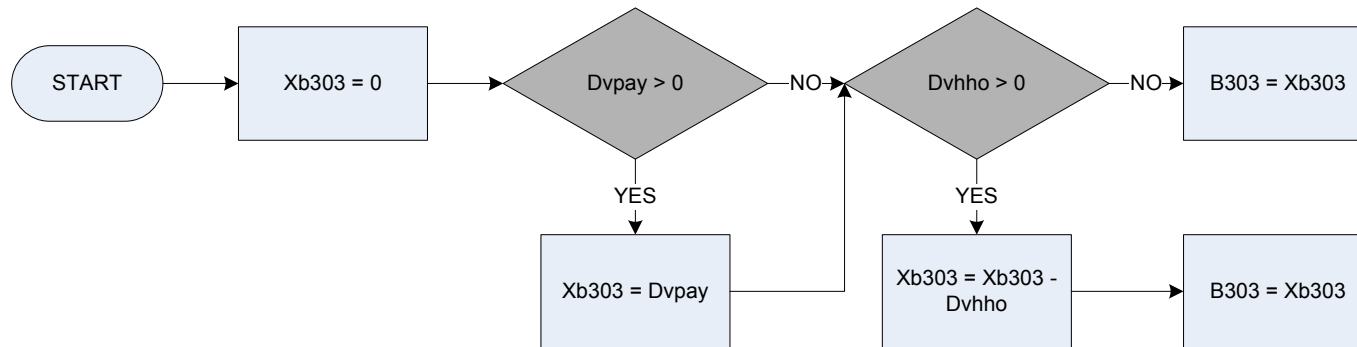 START
Xb303 = 0
Dvpay > 0
NO
Dvhho > 0
NO
B303 = Xb303
YES
YES
Xb303 = Dvpay
Xb303 = Xb303 -
Dvhho
B303 = Xb303